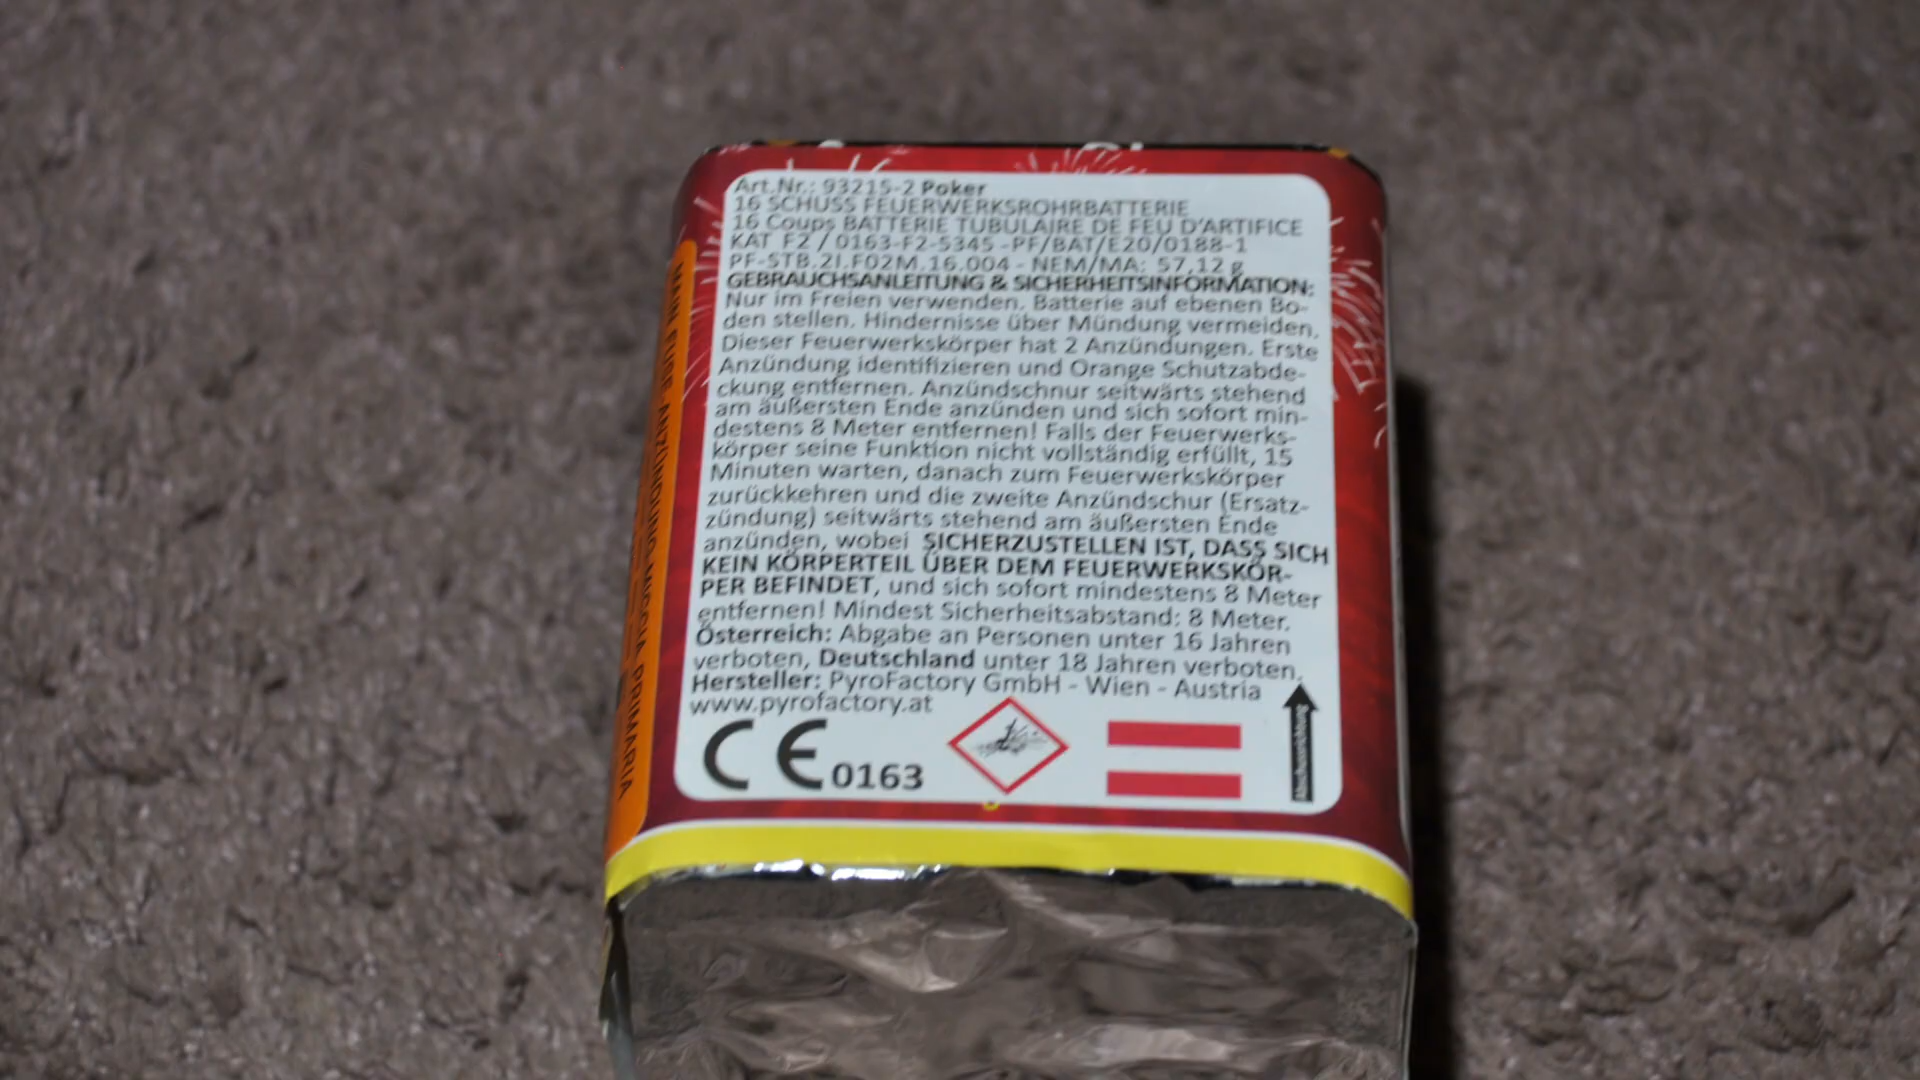 Art.Nr.: 93215-2 Poker
16 SCHUSS FEUERWERKSROHRBATTERIE
16 Coups BATTERIE TUBULAIRE DE FEU D'ARTIFICE
KAT F2 / 0163-F2-5345 -PF/BAT/E20/0188-1
PF-STB.2I.F02M.16.004 - NEM/MA: 57,12 g
GEBRAUCHSANLEITUNG & SICHERHEITSINFORMATION:
Nur im Freien verwenden. Batterie auf ebenen Bo-
den stellen. Hindernisse über Mündung vermeiden.
Dieser Feuerwerkskörper hat 2 Anzündungen. Erste
Anzündung identifizieren und Orange Schutzabde-
ckung entfernen. Anzündschnur seitwärts stehend
am äußersten Ende anzünden und sich sofort min-
destens 8 Meter entfernen! Falls der Feuerwerks-
körper seine Funktion nicht vollständig erfüllt, 15
Minuten warten, danach zum Feuerwerkskörper
zurückkehren und die zweite Anzündschur (Ersatz-
zündung) seitwärts stehend am äußersten Ende
anzünden, wobei SICHERZUSTELLEN IST, DASS SICH
KEIN KÖRPERTEIL ÜBER DEM FEUERWERKSKÖR-
PER BEFINDET, und sich sofort mindestens 8 Meter
entfernen! Mindest Sicherheitsabstand: 8 Meter.
Österreich: Abgabe an Personen unter 16 Jahren
verboten, Deutschland unter 18 Jahren verboten.
Hersteller: PyroFactory GmbH - Wien - Austria
www.pyrofactory.at
CE 0163
Abschussrichtung
MAIN FUSE ANZÜNDUNG MICCIA PRIMARIA